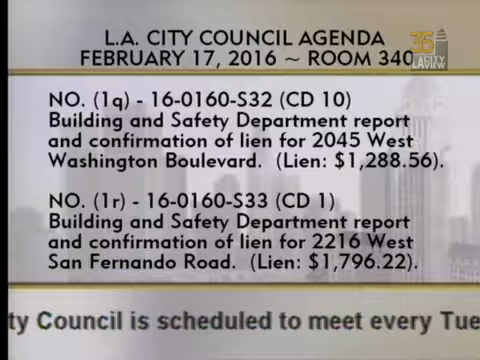 L.A. CITY COUNCIL AGENDA
FEBRUARY 17, 2016 ~ ROOM 340
35
LA CITYVIEW
NO. (1q) - 16-0160-S32 (CD 10)
Building and Safety Department report
and confirmation of lien for 2045 West
Washington Boulevard. (Lien: $1,288.56).
NO. (1r) - 16-0160-S33 (CD 1)
Building and Safety Department report
and confirmation of lien for 2216 West
San Fernando Road. (Lien: $1,796.22).
ty Council is scheduled to meet every Tue